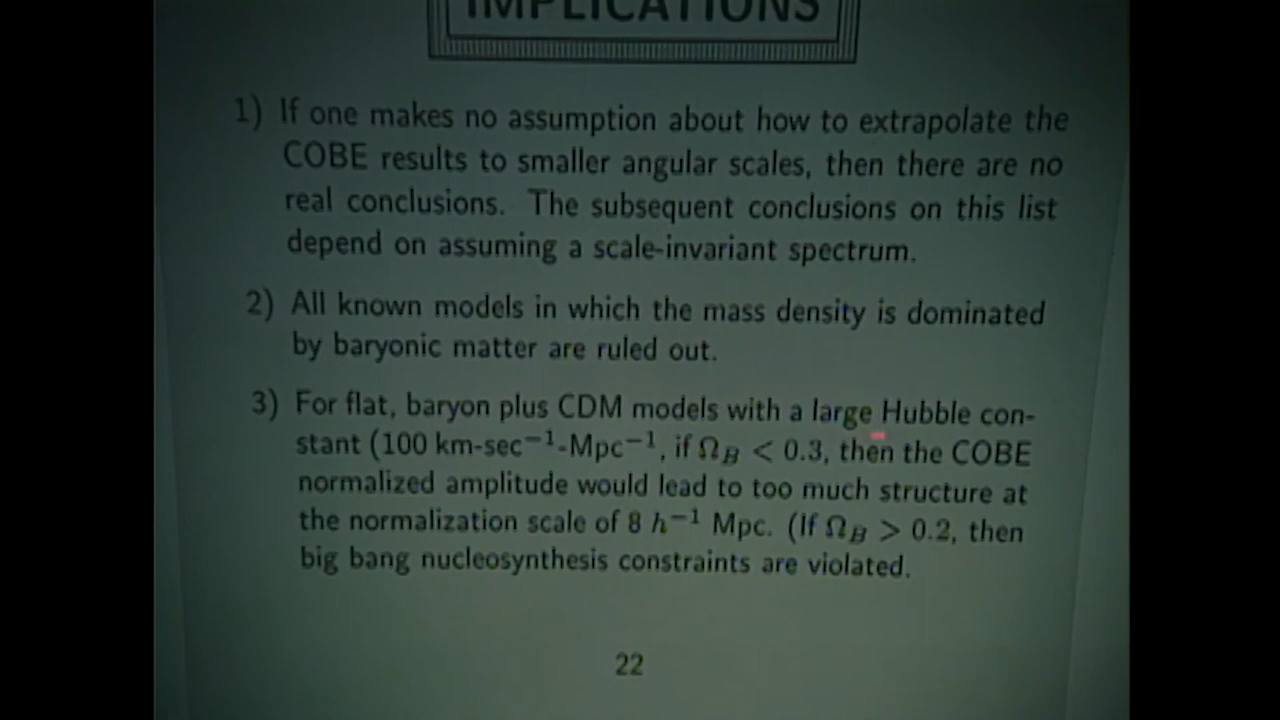 IMPLICATIONS
1) If one makes no assumption about how to extrapolate the
COBE results to smaller angular scales, then there are no
real conclusions. The subsequent conclusions on this list
depend on assuming a scale-invariant spectrum.
2) All known models in which the mass density is dominated
by baryonic matter are ruled out.
3) For flat, baryon plus CDM models with a large Hubble con-
stant (100 km-sec⁻¹-Mpc⁻¹, if Ω_B < 0.3, then the COBE
normalized amplitude would lead to too much structure at
the normalization scale of 8 h⁻¹ Mpc. (If Ω_B > 0.2, then
big bang nucleosynthesis constraints are violated.
22